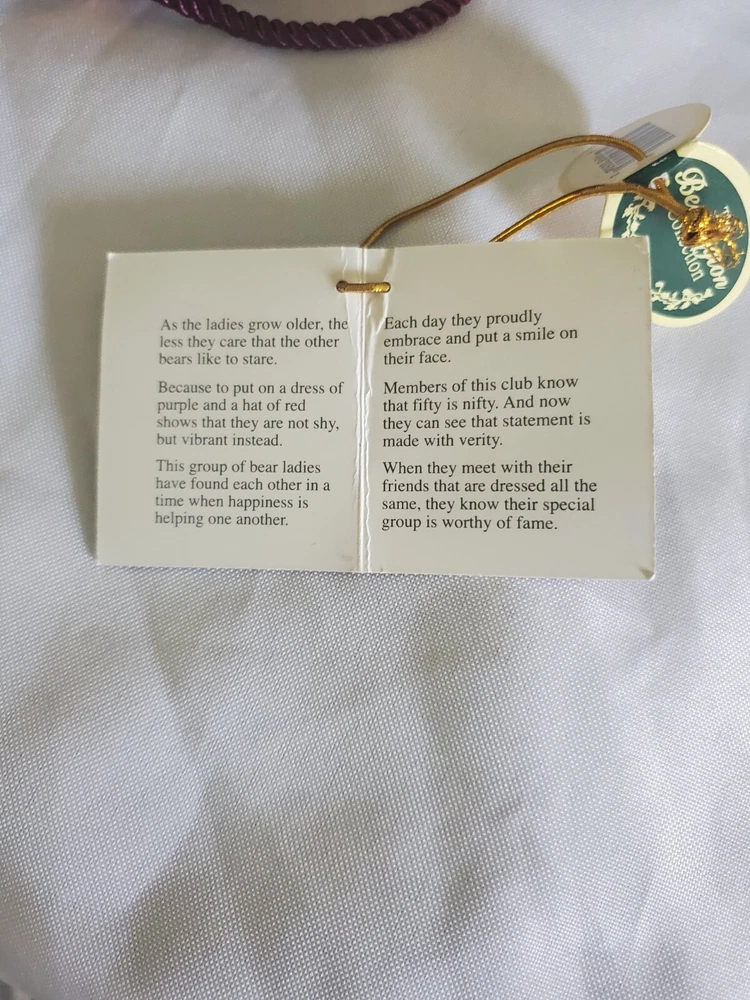 As the ladies grow older, the
less they care that the other
bears like to stare.
Because to put on a dress of
purple and a hat of red
shows that they are not shy,
but vibrant instead.
This group of bear ladies
have found each other in a
time when happiness is
helping one another.
Each day they proudly
embrace and put a smile on
their face.
Members of this club know
that fifty is nifty. And now
they can see that statement is
made with verity.
When they meet with their
friends that are dressed all the
same, they know their special
group is worthy of fame.